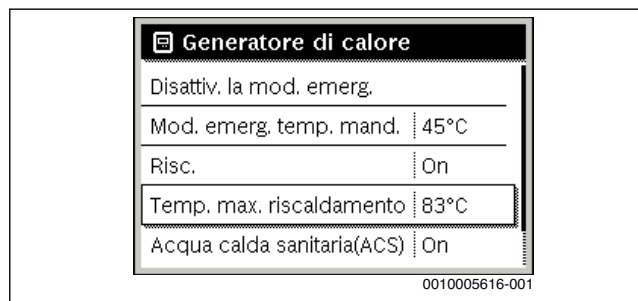 Generatore di calore
Disattiv. la mod. emerg.
Mod. emerg. temp. mand. 45°C
Risc. On
Temp. max. riscaldamento 83°C
Acqua calda sanitaria(ACS) On
0010005616-001